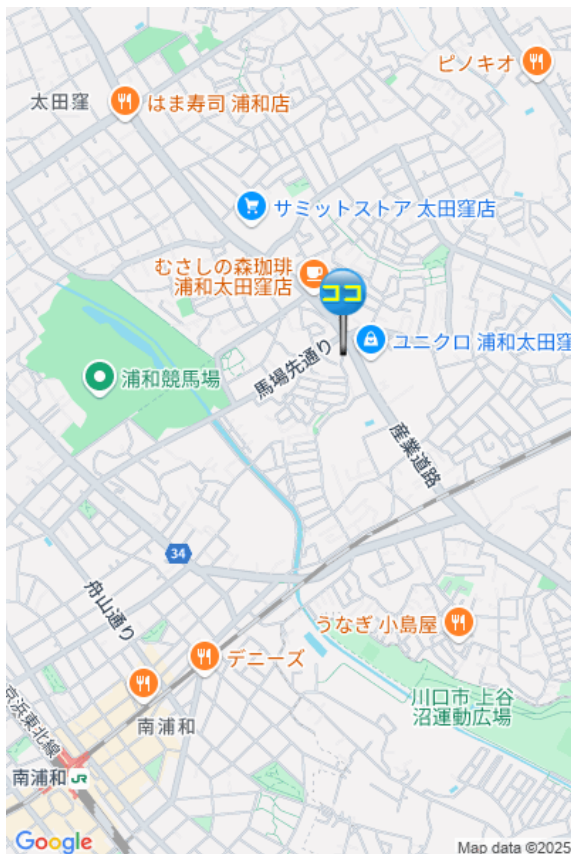 ピノキオ
太田窪
はま寿司 浦和店
サミットストア 太田窪店
むさしの森珈琲
浦和太田窪店
ココ
ユニクロ 浦和太田窪
馬場先通り
浦和競馬場
産業道路
34
舟山通り
うなぎ 小島屋
デニーズ
川口市 上谷
沼運動広場
南浦和
京浜東北線
南浦和 JR
Google
Map data ©2025